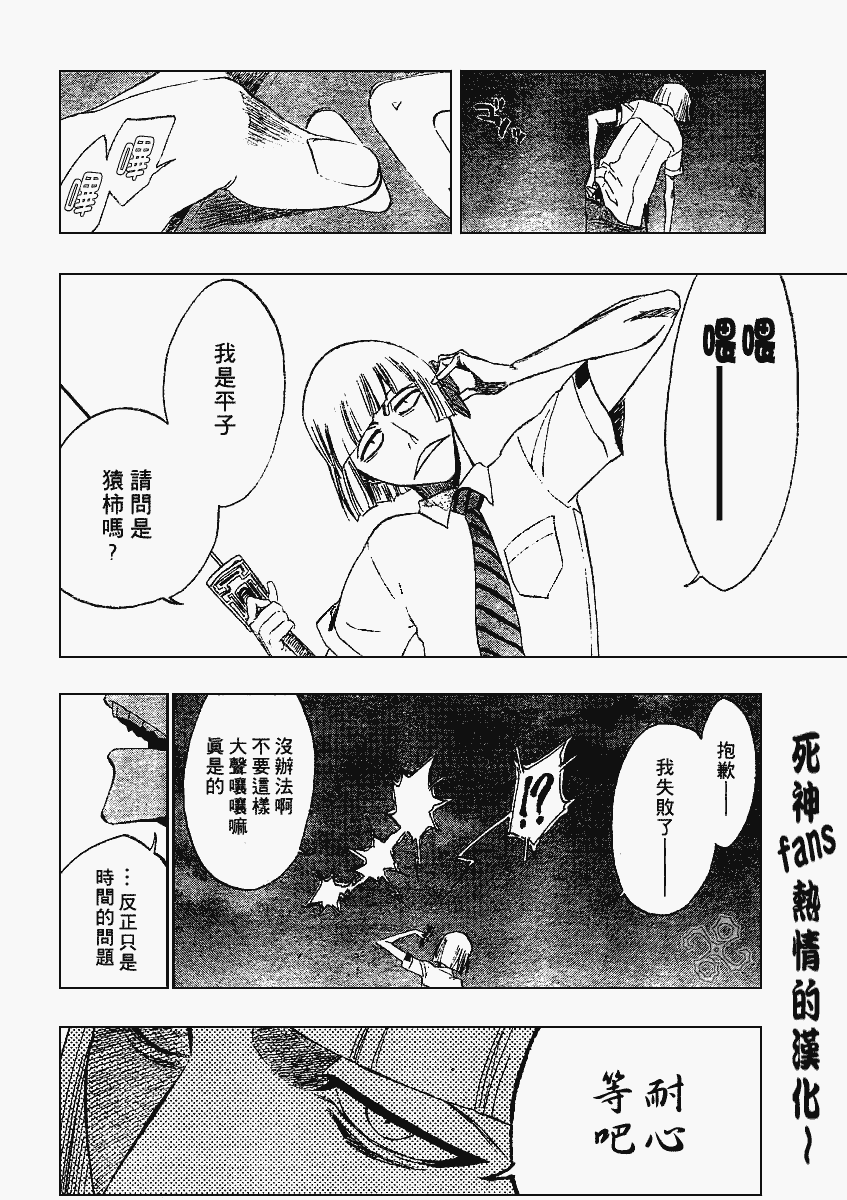 ゴソッ
嗶
嗶
喂喂——
我是平子
請問是
猿柿嗎？
抱歉—
我失敗了—
!?
沒辦法啊
不要這樣
大聲嚷嚷嘛
眞是的
…反正只是
時間的問題
耐心
等吧
死神fans熱情的漢化~